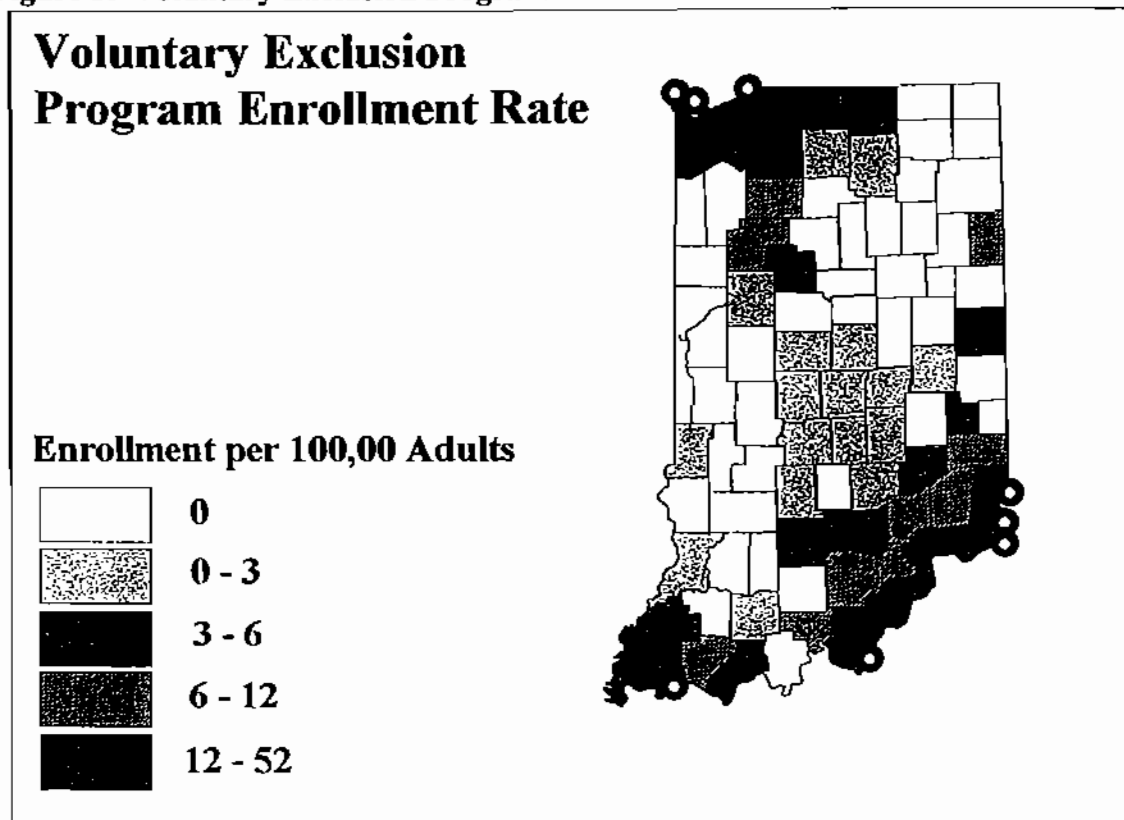 Voluntary Exclusion
Program Enrollment Rate
Enrollment per 100,00 Adults
0
0 - 3
3 - 6
6 - 12
12 - 52